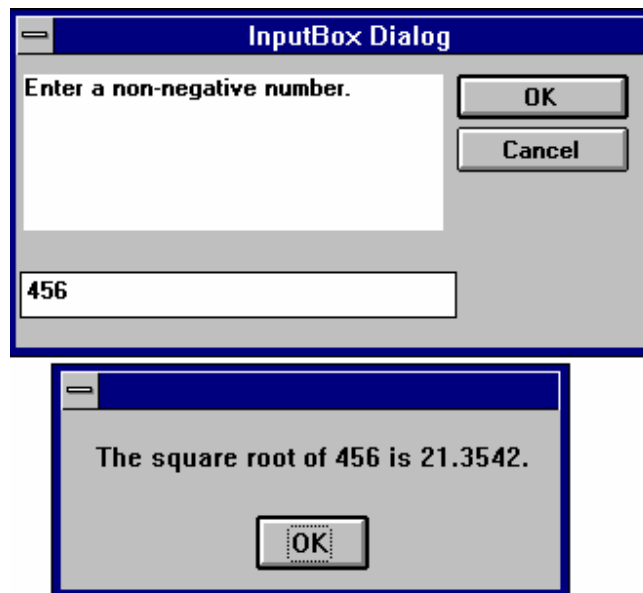 InputBox Dialog
Enter a non-negative number.
OK
Cancel
456
The square root of 456 is 21.3542.
OK